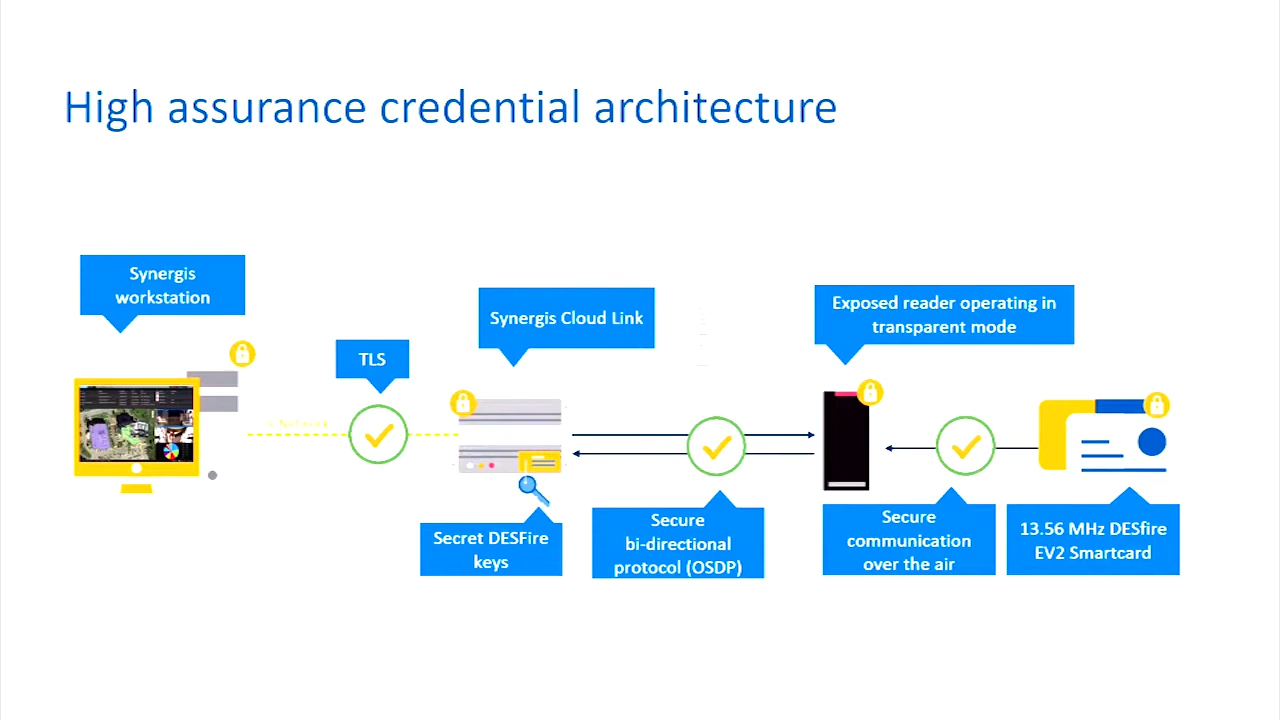 High assurance credential architecture
Synergis
workstation
TLS
Synergis Cloud Link
Exposed reader operating in
transparent mode
Secret DESFire
keys
Secure
bi-directional
protocol (OSDP)
Secure
communication
over the air
13.56 MHz DESfire
EV2 Smartcard